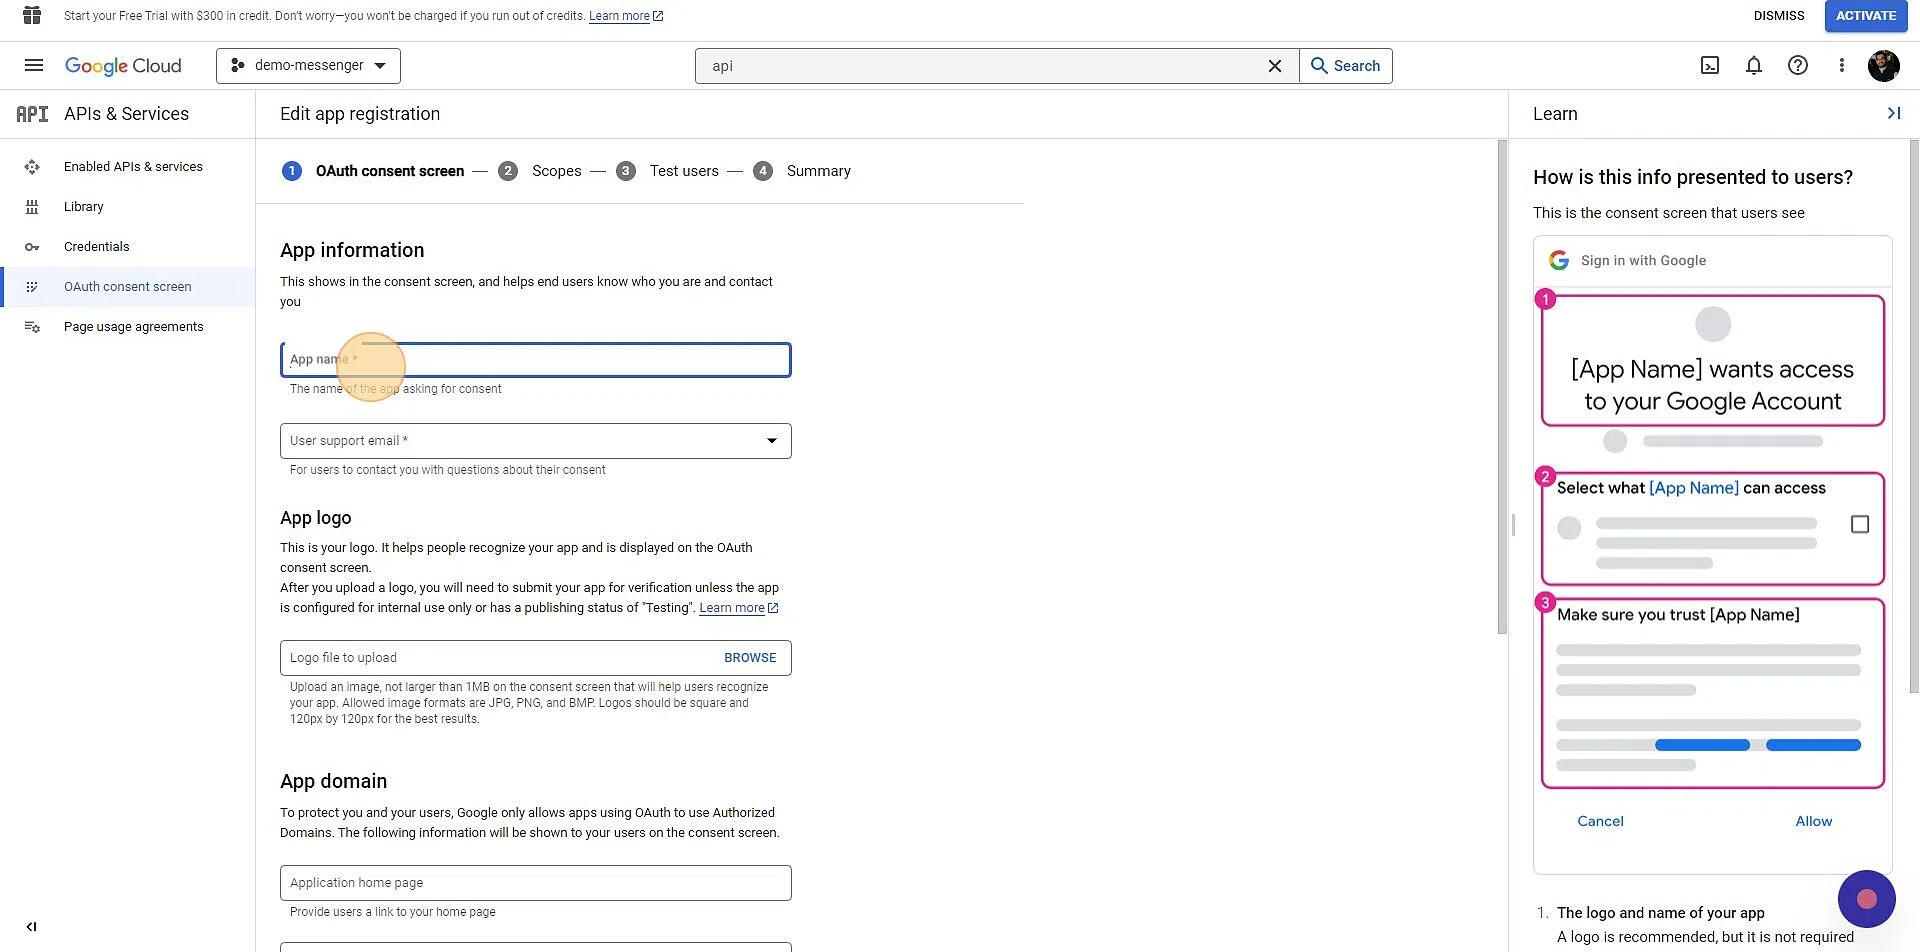 Start your Free Trial with $300 in credit. Don't worry—you won't be charged if you run out of credits. Learn more
DISMISS
ACTIVATE
Google Cloud
demo-messenger
api
Search
API APIs & Services
Enabled APIs & services
Library
Credentials
OAuth consent screen
Page usage agreements
Edit app registration
1 OAuth consent screen — 2 Scopes — 3 Test users — 4 Summary
App information
This shows in the consent screen, and helps end users know who you are and contact
you
App name *
The name of the app asking for consent
User support email *
For users to contact you with questions about their consent
App logo
This is your logo. It helps people recognize your app and is displayed on the OAuth
consent screen.
After you upload a logo, you will need to submit your app for verification unless the app
is configured for internal use only or has a publishing status of "Testing". Learn more
Logo file to upload
BROWSE
Upload an image, not larger than 1MB on the consent screen that will help users recognize
your app. Allowed image formats are JPG, PNG, and BMP. Logos should be square and
120px by 120px for the best results.
App domain
To protect you and your users, Google only allows apps using OAuth to use Authorized
Domains. The following information will be shown to your users on the consent screen.
Application home page
Provide users a link to your home page
Learn
How is this info presented to users?
This is the consent screen that users see
G Sign in with Google
1
[App Name] wants access
to your Google Account
2
Select what [App Name] can access
3
Make sure you trust [App Name]
Cancel
Allow
1. The logo and name of your app
A logo is recommended, but it is not required